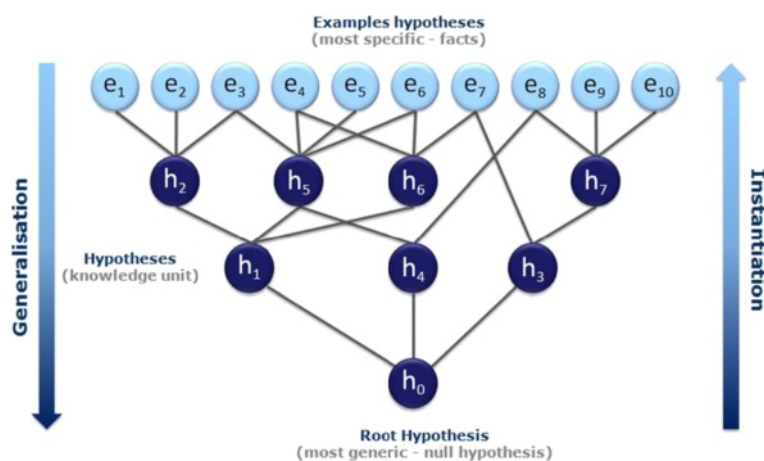 Examples hypotheses
(most specific - facts)
e₁ e₂ e₃ e₄ e₅ e₆ e₇ e₈ e₉ e₁₀
h₂ h₅ h₆ h₇
Generalisation
Instantiation
Hypotheses
(knowledge unit)
h₁ h₄ h₃
h₀
Root Hypothesis
(most generic - null hypothesis)